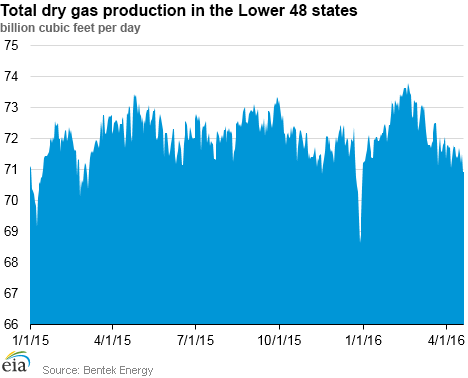 Total dry gas production in the Lower 48 states
billion cubic feet per day
75
74
73
72
71
70
69
68
67
66
1/1/15 4/1/15 7/1/15 10/1/15 1/1/16 4/1/16
eia Source: Bentek Energy